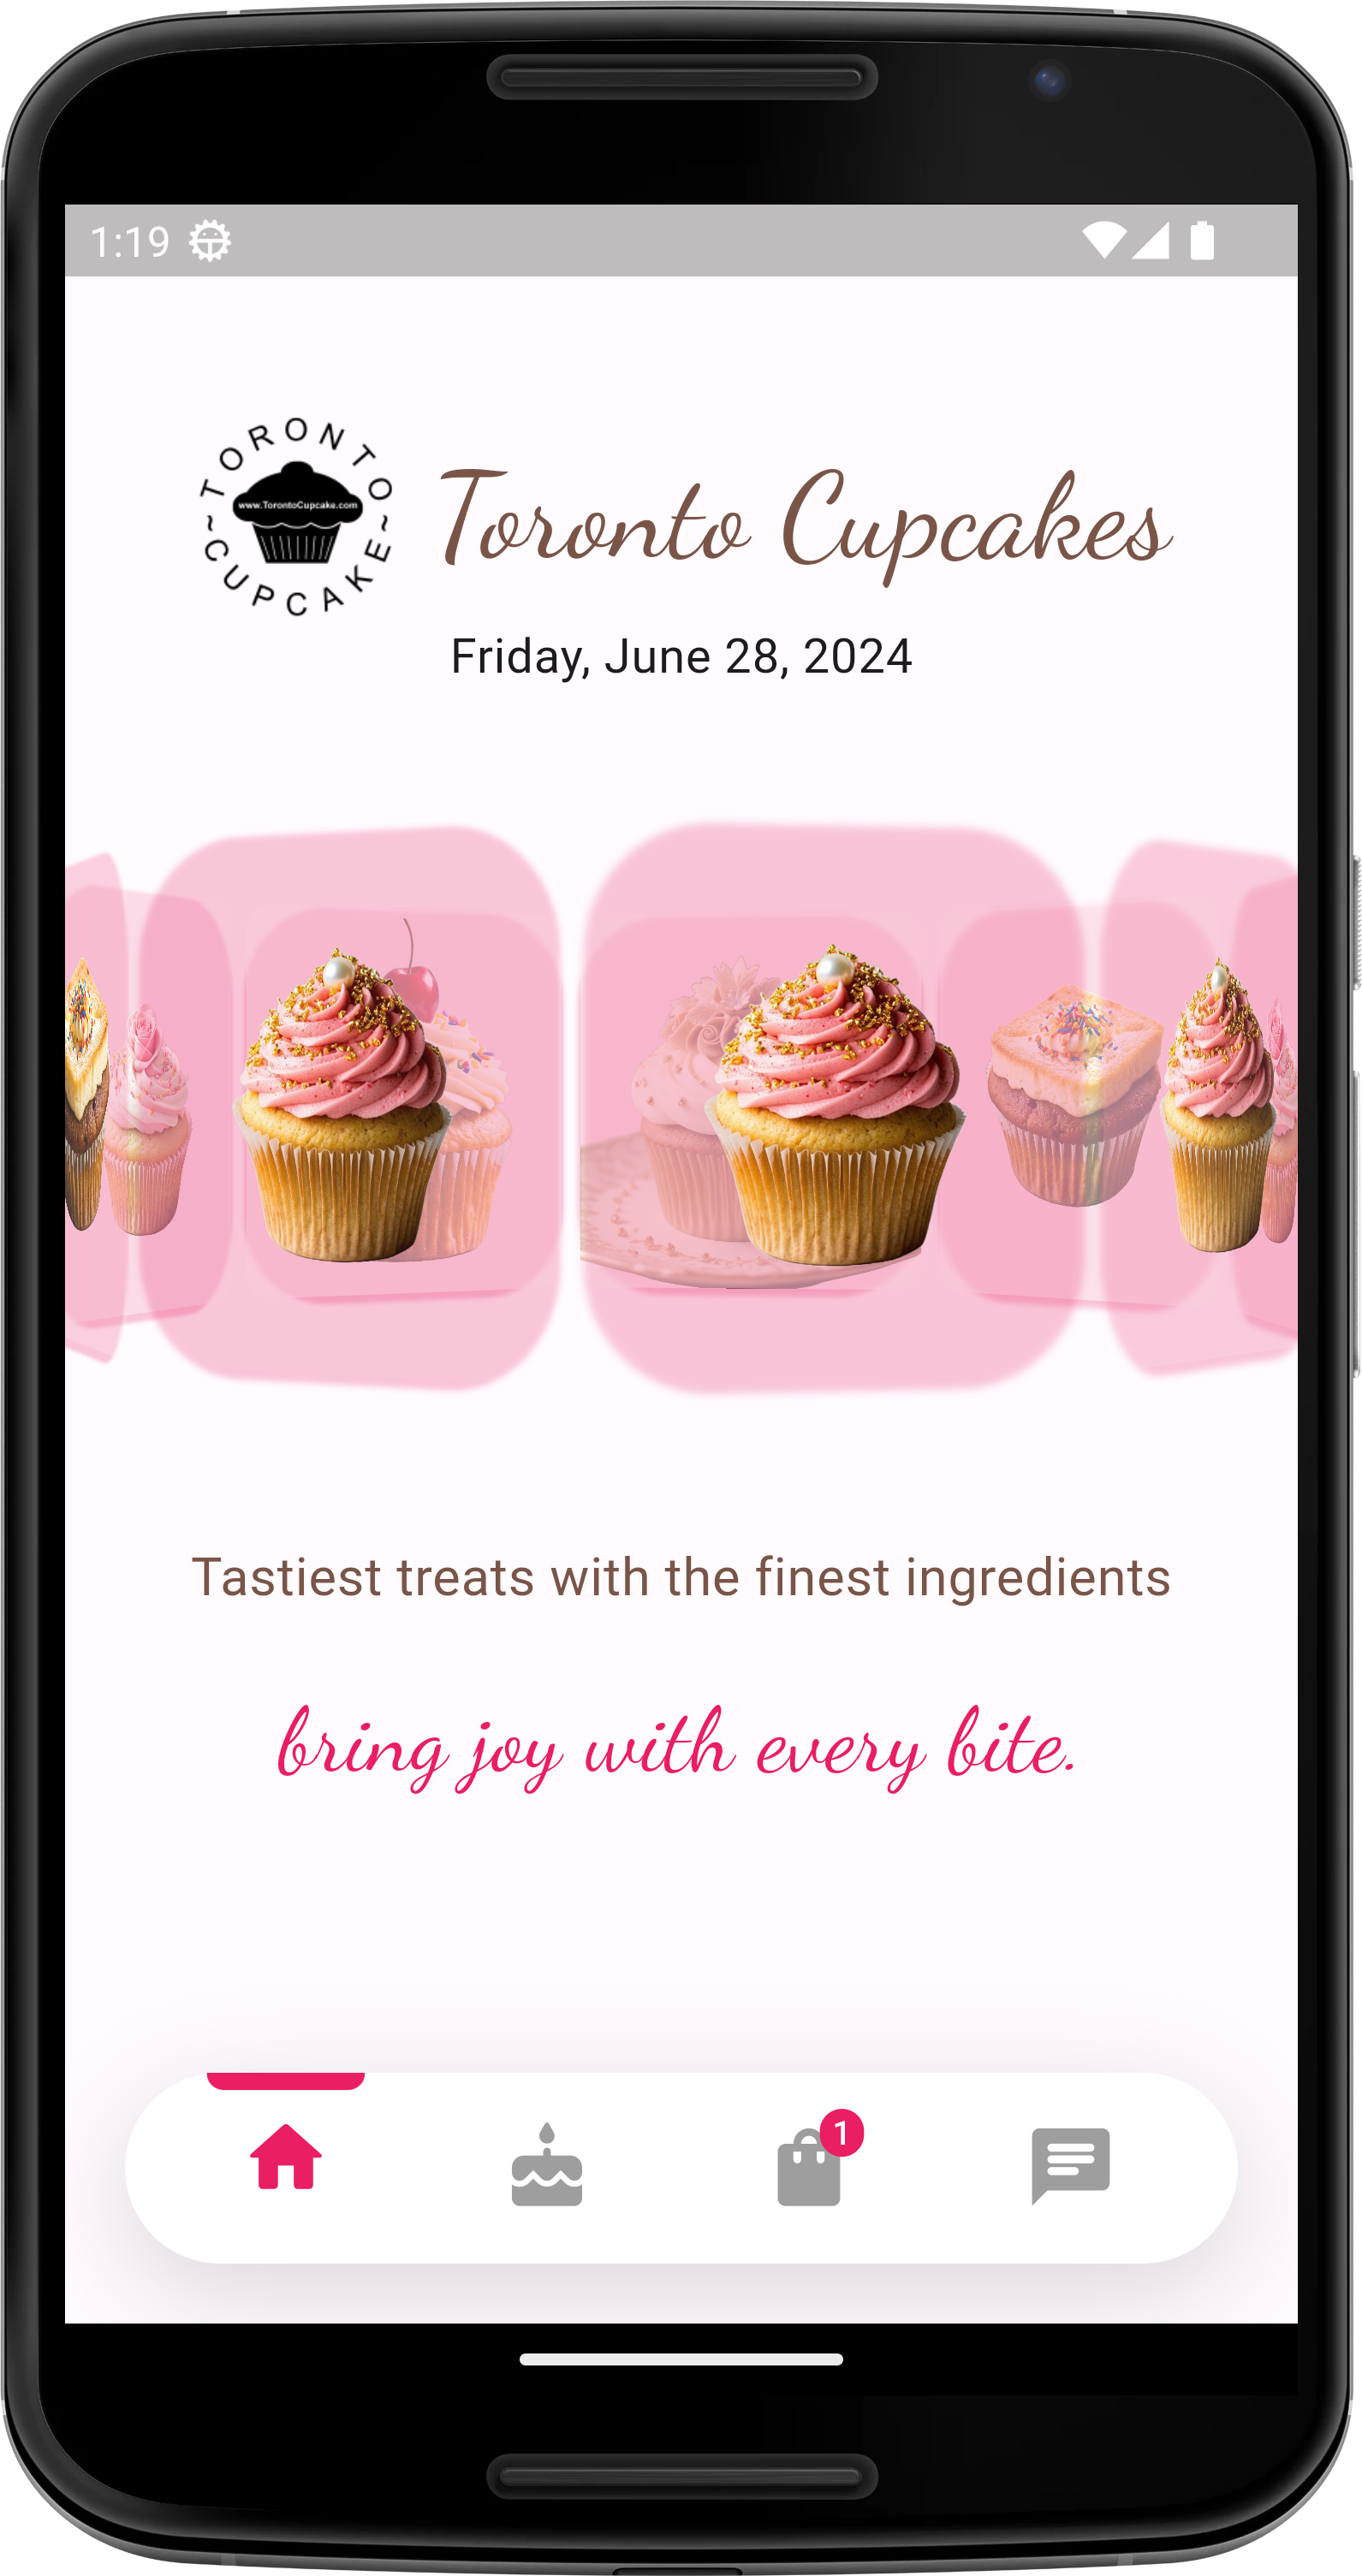 1:19
TORONTO
www.TorontoCupcake.com
~CUPCAKE~
Toronto Cupcakes
Friday, June 28, 2024
Tastiest treats with the finest ingredients
bring joy with every bite.
1